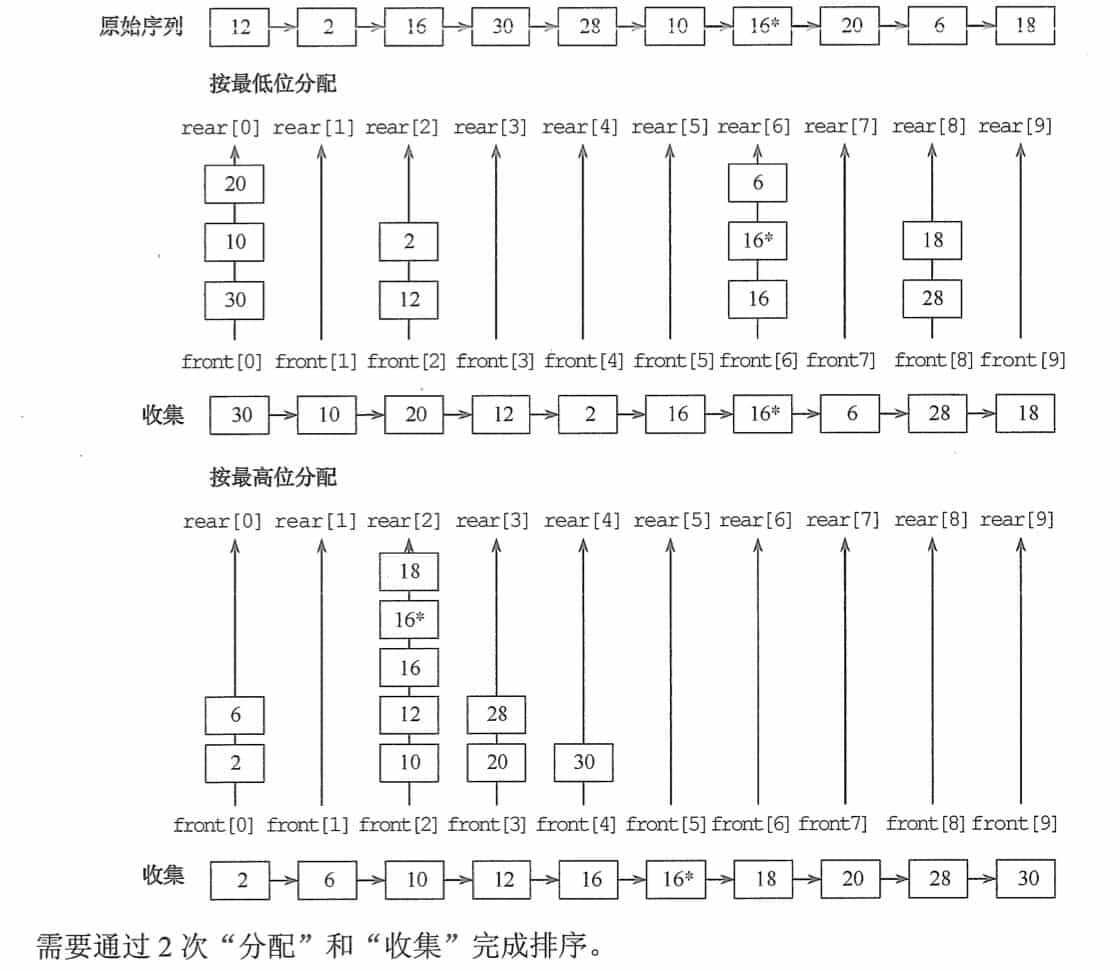 原始序列 12 2 16 30 28 10 16* 20 6 18
按最低位分配
rear[0] rear[1] rear[2] rear[3] rear[4] rear[5] rear[6] rear[7] rear[8] rear[9]
20 6
10 2 16* 18
30 12 16 28
front[0] front[1] front[2] front[3] front[4] front[5] front[6] front7] front[8] front[9]
收集 30 10 20 12 2 16 16* 6 28 18
按最高位分配
rear[0] rear[1] rear[2] rear[3] rear[4] rear[5] rear[6] rear[7] rear[8] rear[9]
18
16*
16
6 12 28
2 10 20 30
front[0] front[1] front[2] front[3] front[4] front[5] front[6] front7] front[8] front[9]
收集 2 6 10 12 16 16* 18 20 28 30
需要通过 2 次“分配”和“收集”完成排序。